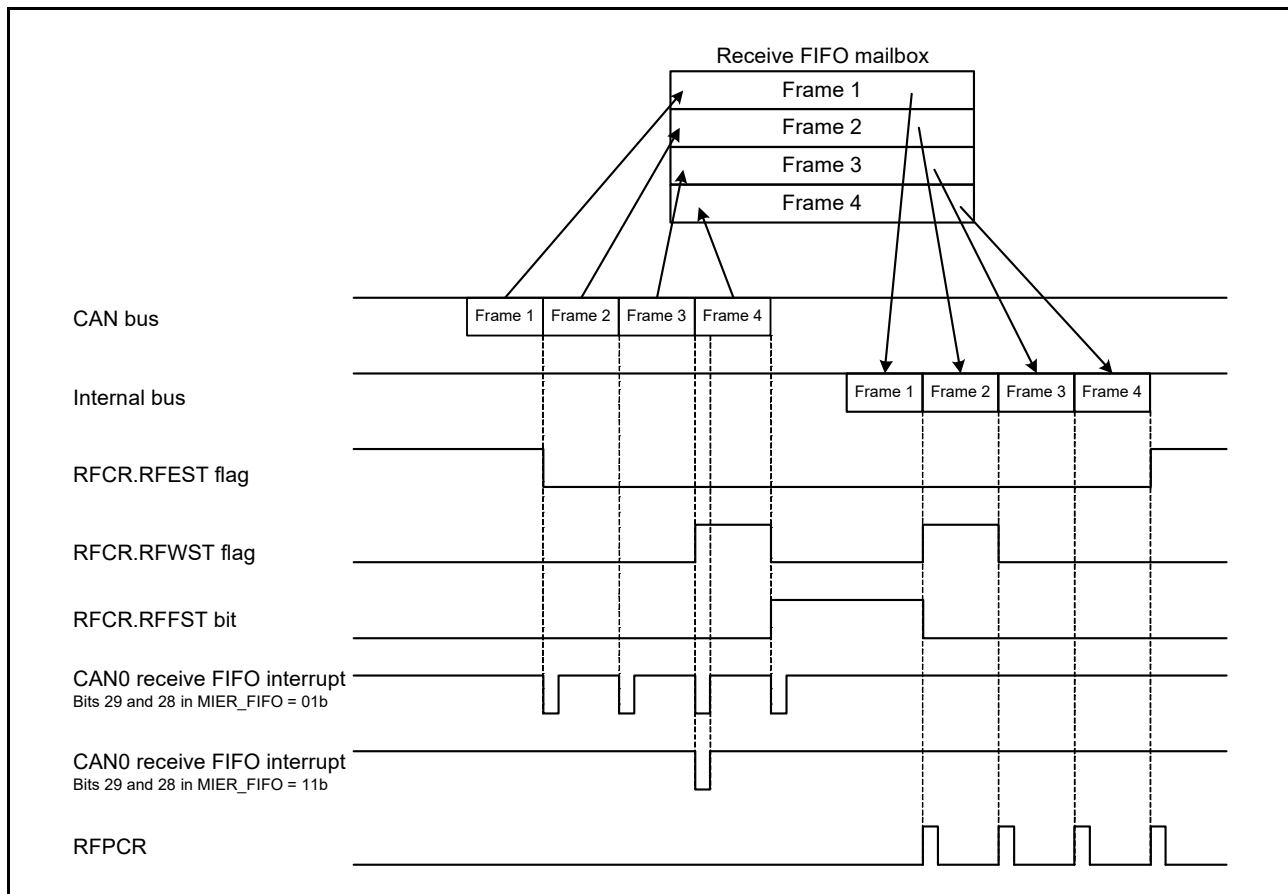 Receive FIFO mailbox
Frame 1
Frame 2
Frame 3
Frame 4
CAN bus
Frame 1 Frame 2 Frame 3 Frame 4
Internal bus
Frame 1 Frame 2 Frame 3 Frame 4
RFCR.RFEST flag
RFCR.RFWST flag
RFCR.RFFST bit
CAN0 receive FIFO interrupt
Bits 29 and 28 in MIER_FIFO = 01b
CAN0 receive FIFO interrupt
Bits 29 and 28 in MIER_FIFO = 11b
RFPCR